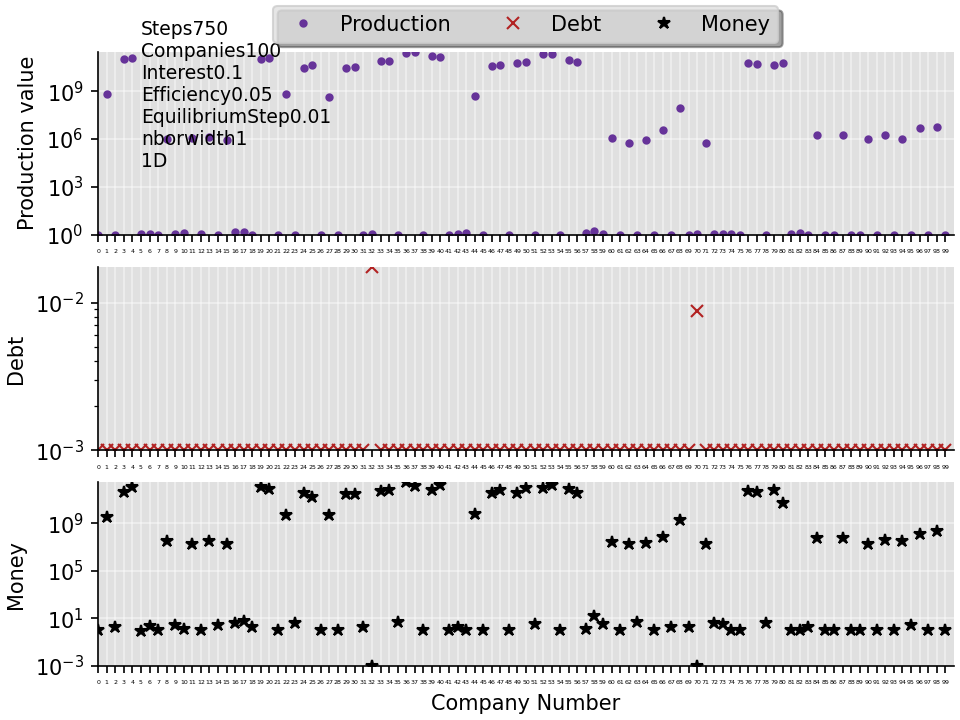 Production Debt Money
Steps750
Companies100
Interest0.1
Efficiency0.05
EquilibriumStep0.01
nborwidth1
1D
Production value
10^9
10^6
10^3
10^0
0 1 2 3 4 5 6 7 8 9 10 11 12 13 14 15 16 17 18 19 20 21 22 23 24 25 26 27 28 29 30 31 32 33 34 35 36 37 38 39 40 41 42 43 44 45 46 47 48 49 50 51 52 53 54 55 56 57 58 59 60 61 62 63 64 65 66 67 68 69 70 71 72 73 74 75 76 77 78 79 80 81 82 83 84 85 86 87 88 89 90 91 92 93 94 95 96 97 98 99
Debt
10^-2
10^-3
0 1 2 3 4 5 6 7 8 9 10 11 12 13 14 15 16 17 18 19 20 21 22 23 24 25 26 27 28 29 30 31 32 33 34 35 36 37 38 39 40 41 42 43 44 45 46 47 48 49 50 51 52 53 54 55 56 57 58 59 60 61 62 63 64 65 66 67 68 69 70 71 72 73 74 75 76 77 78 79 80 81 82 83 84 85 86 87 88 89 90 91 92 93 94 95 96 97 98 99
Money
10^9
10^5
10^1
10^-3
0 1 2 3 4 5 6 7 8 9 10 11 12 13 14 15 16 17 18 19 20 21 22 23 24 25 26 27 28 29 30 31 32 33 34 35 36 37 38 39 40 41 42 43 44 45 46 47 48 49 50 51 52 53 54 55 56 57 58 59 60 61 62 63 64 65 66 67 68 69 70 71 72 73 74 75 76 77 78 79 80 81 82 83 84 85 86 87 88 89 90 91 92 93 94 95 96 97 98 99
Company Number